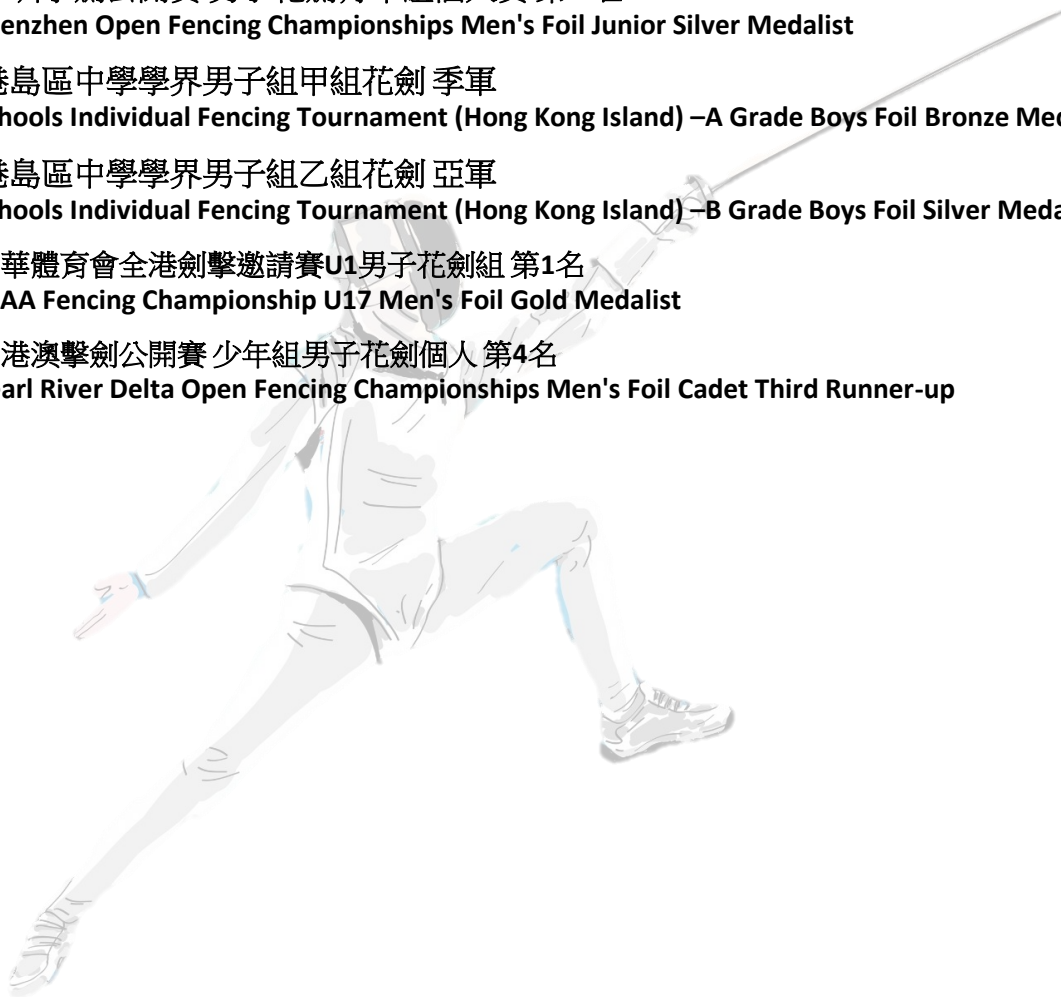 enzhen Open Fencing Championships Men's Foil Junior Silver Medalist
港島區中學學界男子組甲組花劍 季軍
hools Individual Fencing Tournament (Hong Kong Island) –A Grade Boys Foil Bronze Med
港島區中學學界男子組乙組花劍 亞軍
hools Individual Fencing Tournament (Hong Kong Island) –B Grade Boys Foil Silver Meda
華體育會全港劍擊邀請賽U1男子花劍組 第1名
AA Fencing Championship U17 Men's Foil Gold Medalist
港澳擊劍公開賽 少年組男子花劍個人 第4名
arl River Delta Open Fencing Championships Men's Foil Cadet Third Runner-up